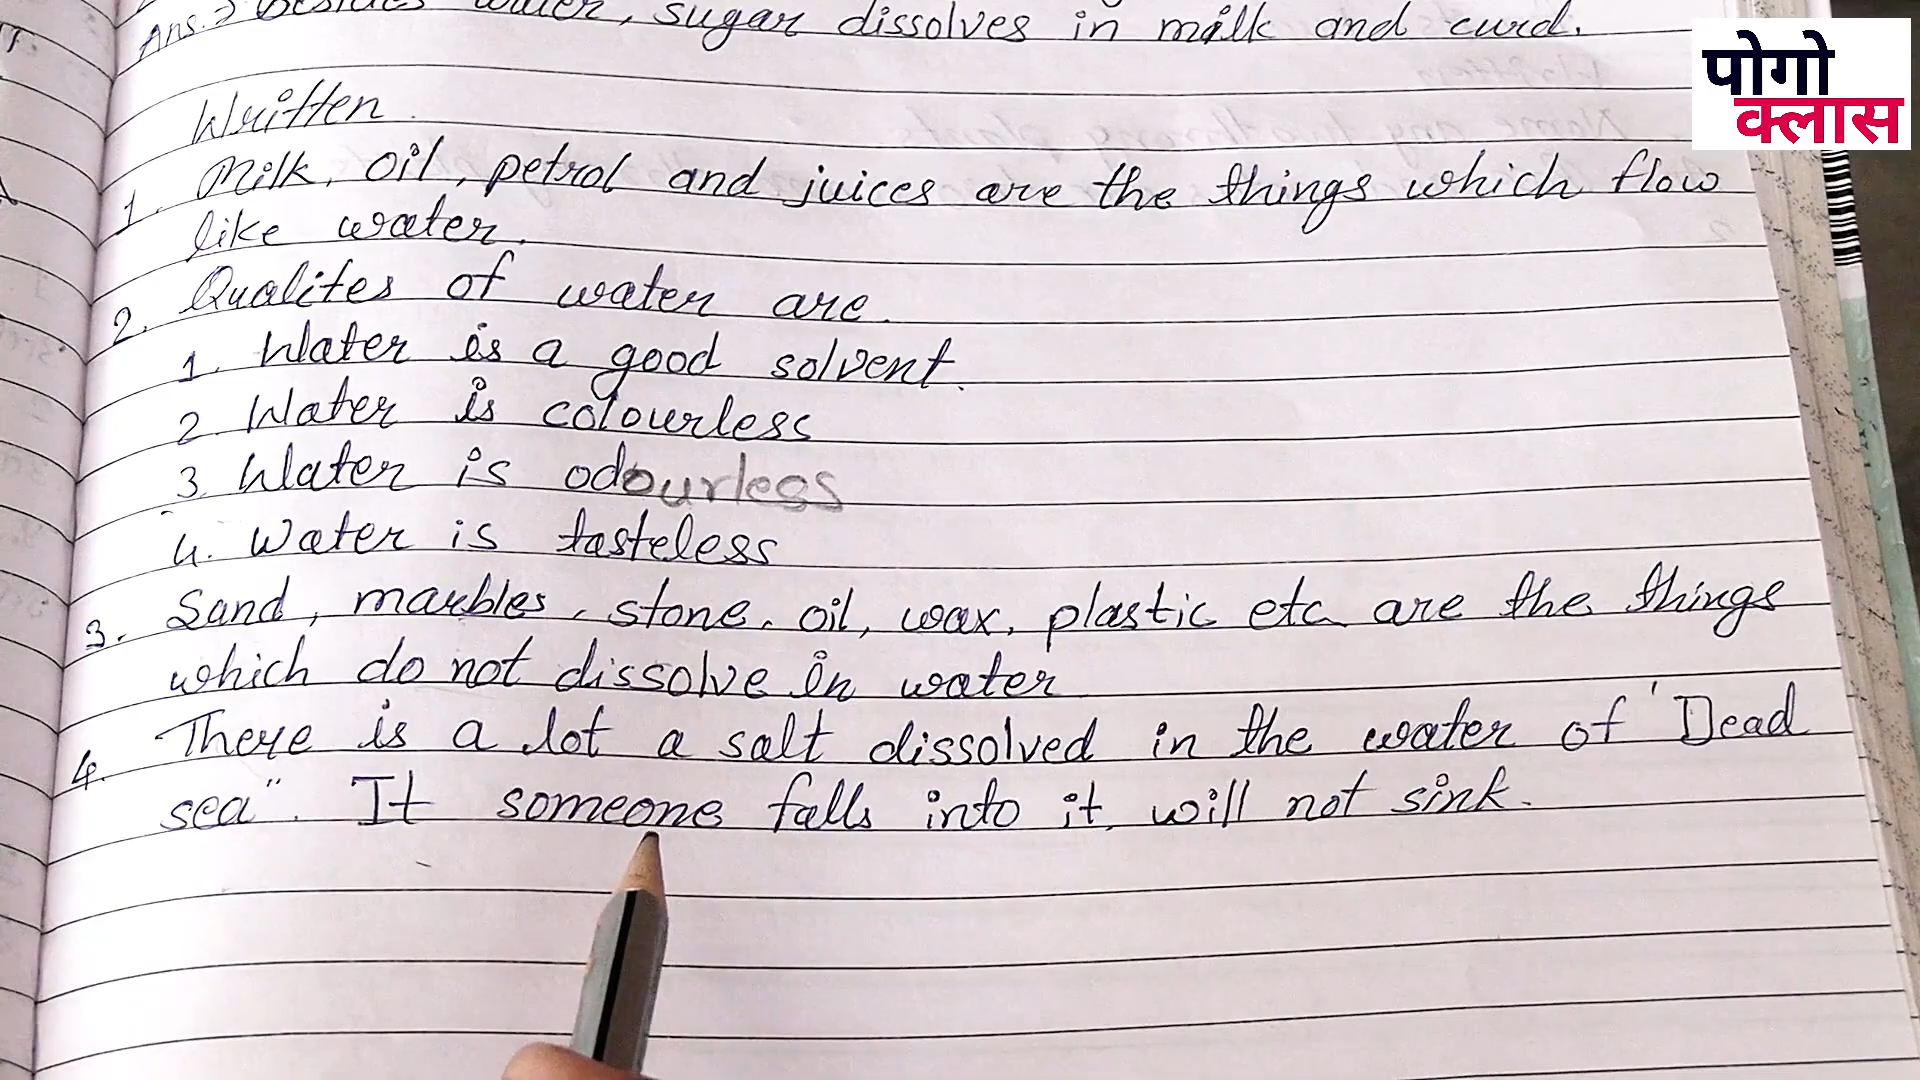 Ans.2 Besides water, sugar dissolves in milk and curd.
पोगो
क्लास
Written
1. Milk, oil, petrol and juices are the things which flow
like water.
2. Qualites of water are.
1. Water is a good solvent.
2. Water is colourless
3. Water is odourless
4. Water is tasteless
3. Sand, marbles, stone, oil, wax, plastic etc are the things
which do not dissolve in water
4. There is a lot a salt dissolved in the water of 'Dead
sea". It someone falls into it, will not sink.